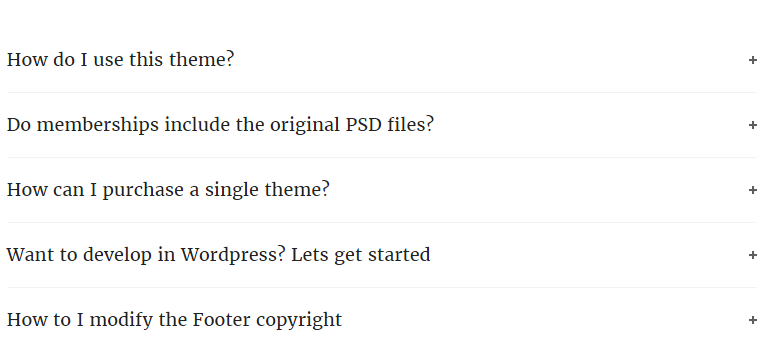 How do I use this theme?
Do memberships include the original PSD files?
How can I purchase a single theme?
Want to develop in Wordpress? Lets get started
How to I modify the Footer copyright